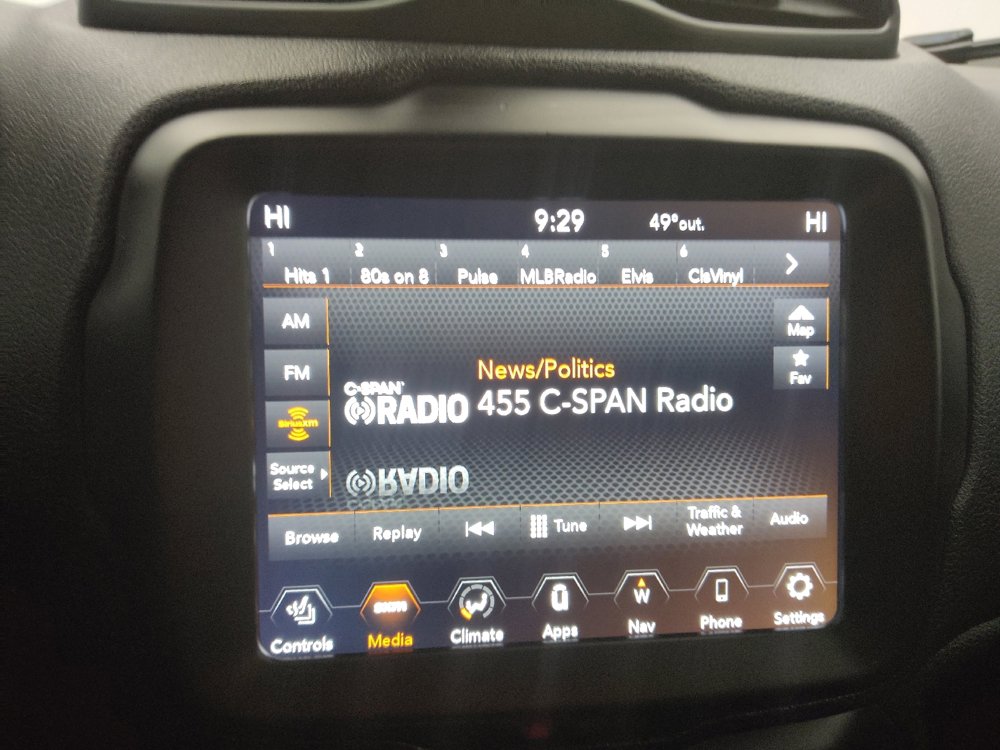 HI 9:29 49° out. HI
1 2 3 4 5 6
Hits 1 80s on 8 Pulse MLBRadio Elvis ClsVinyl
AM
Map
FM
Fav
News/Politics
C-SPAN
RADIO
455 C-SPAN Radio
SiriusXM
Source
Select
RADIO
Browse Replay Tune Traffic &
Weather Audio
W
Controls Media Climate Apps Nav Phone Settings